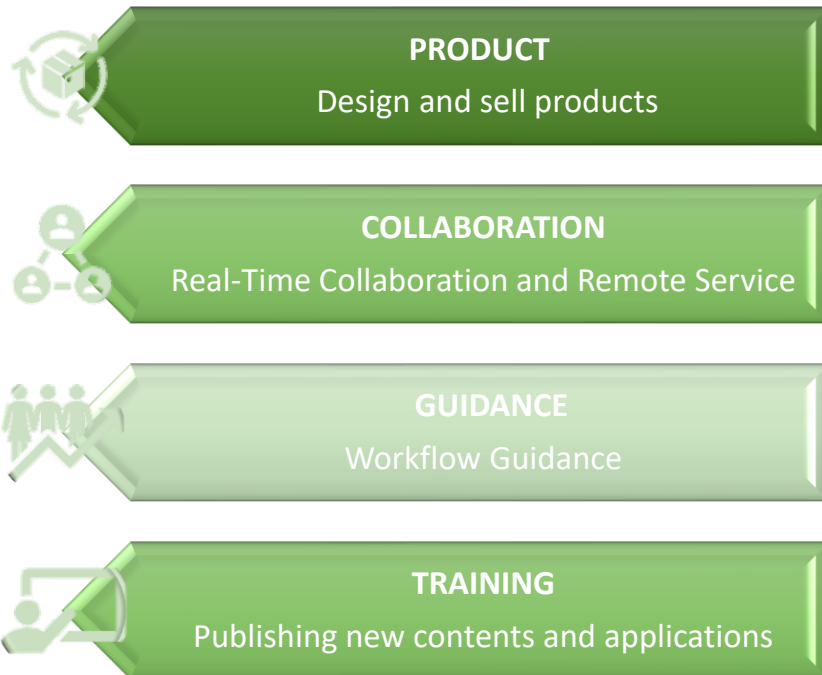 PRODUCT
Design and sell products
COLLABORATION
Real-Time Collaboration and Remote Service
GUIDANCE
Workflow Guidance
TRAINING
Publishing new contents and applications